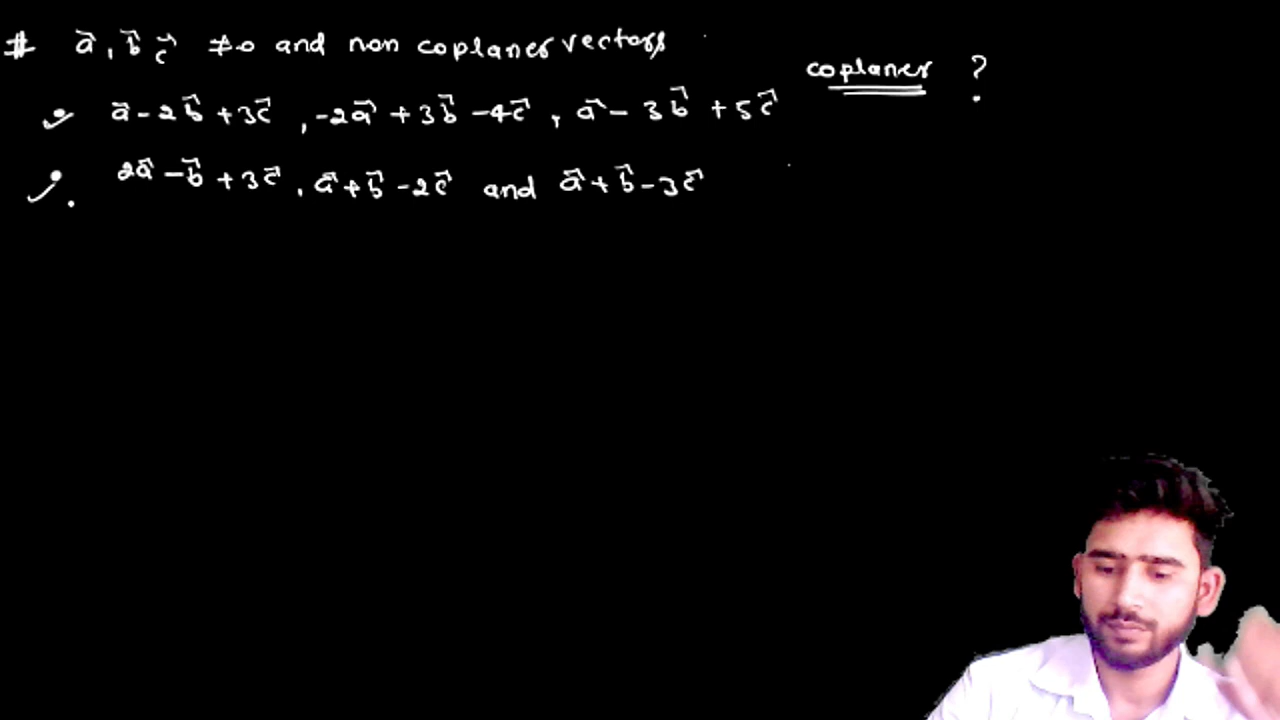 # a⃗, b⃗ c⃗ ≠0 and non coplaner vectors
coplaner ?
a⃗-2b⃗+3c⃗, -2a⃗+3b⃗-4c⃗, a⃗-3b⃗+5c⃗
2a⃗-b⃗+3c⃗, a⃗+b⃗-2c⃗ and a⃗+b⃗-3c⃗